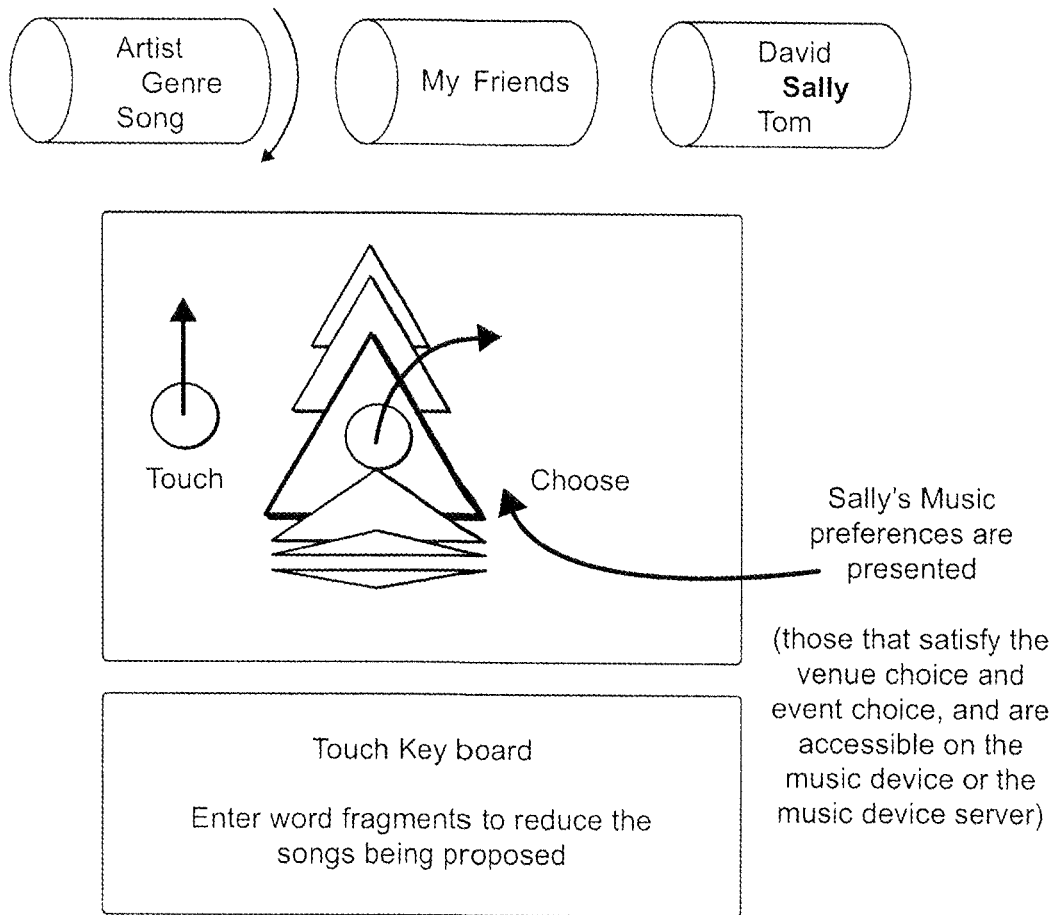 Artist
Genre
Song
My Friends
David
Sally
Tom
Touch
Choose
Sally's Music
preferences are
presented
(those that satisfy the
venue choice and
event choice, and are
accessible on the
music device or the
music device server)
Touch Key board
Enter word fragments to reduce the
songs being proposed